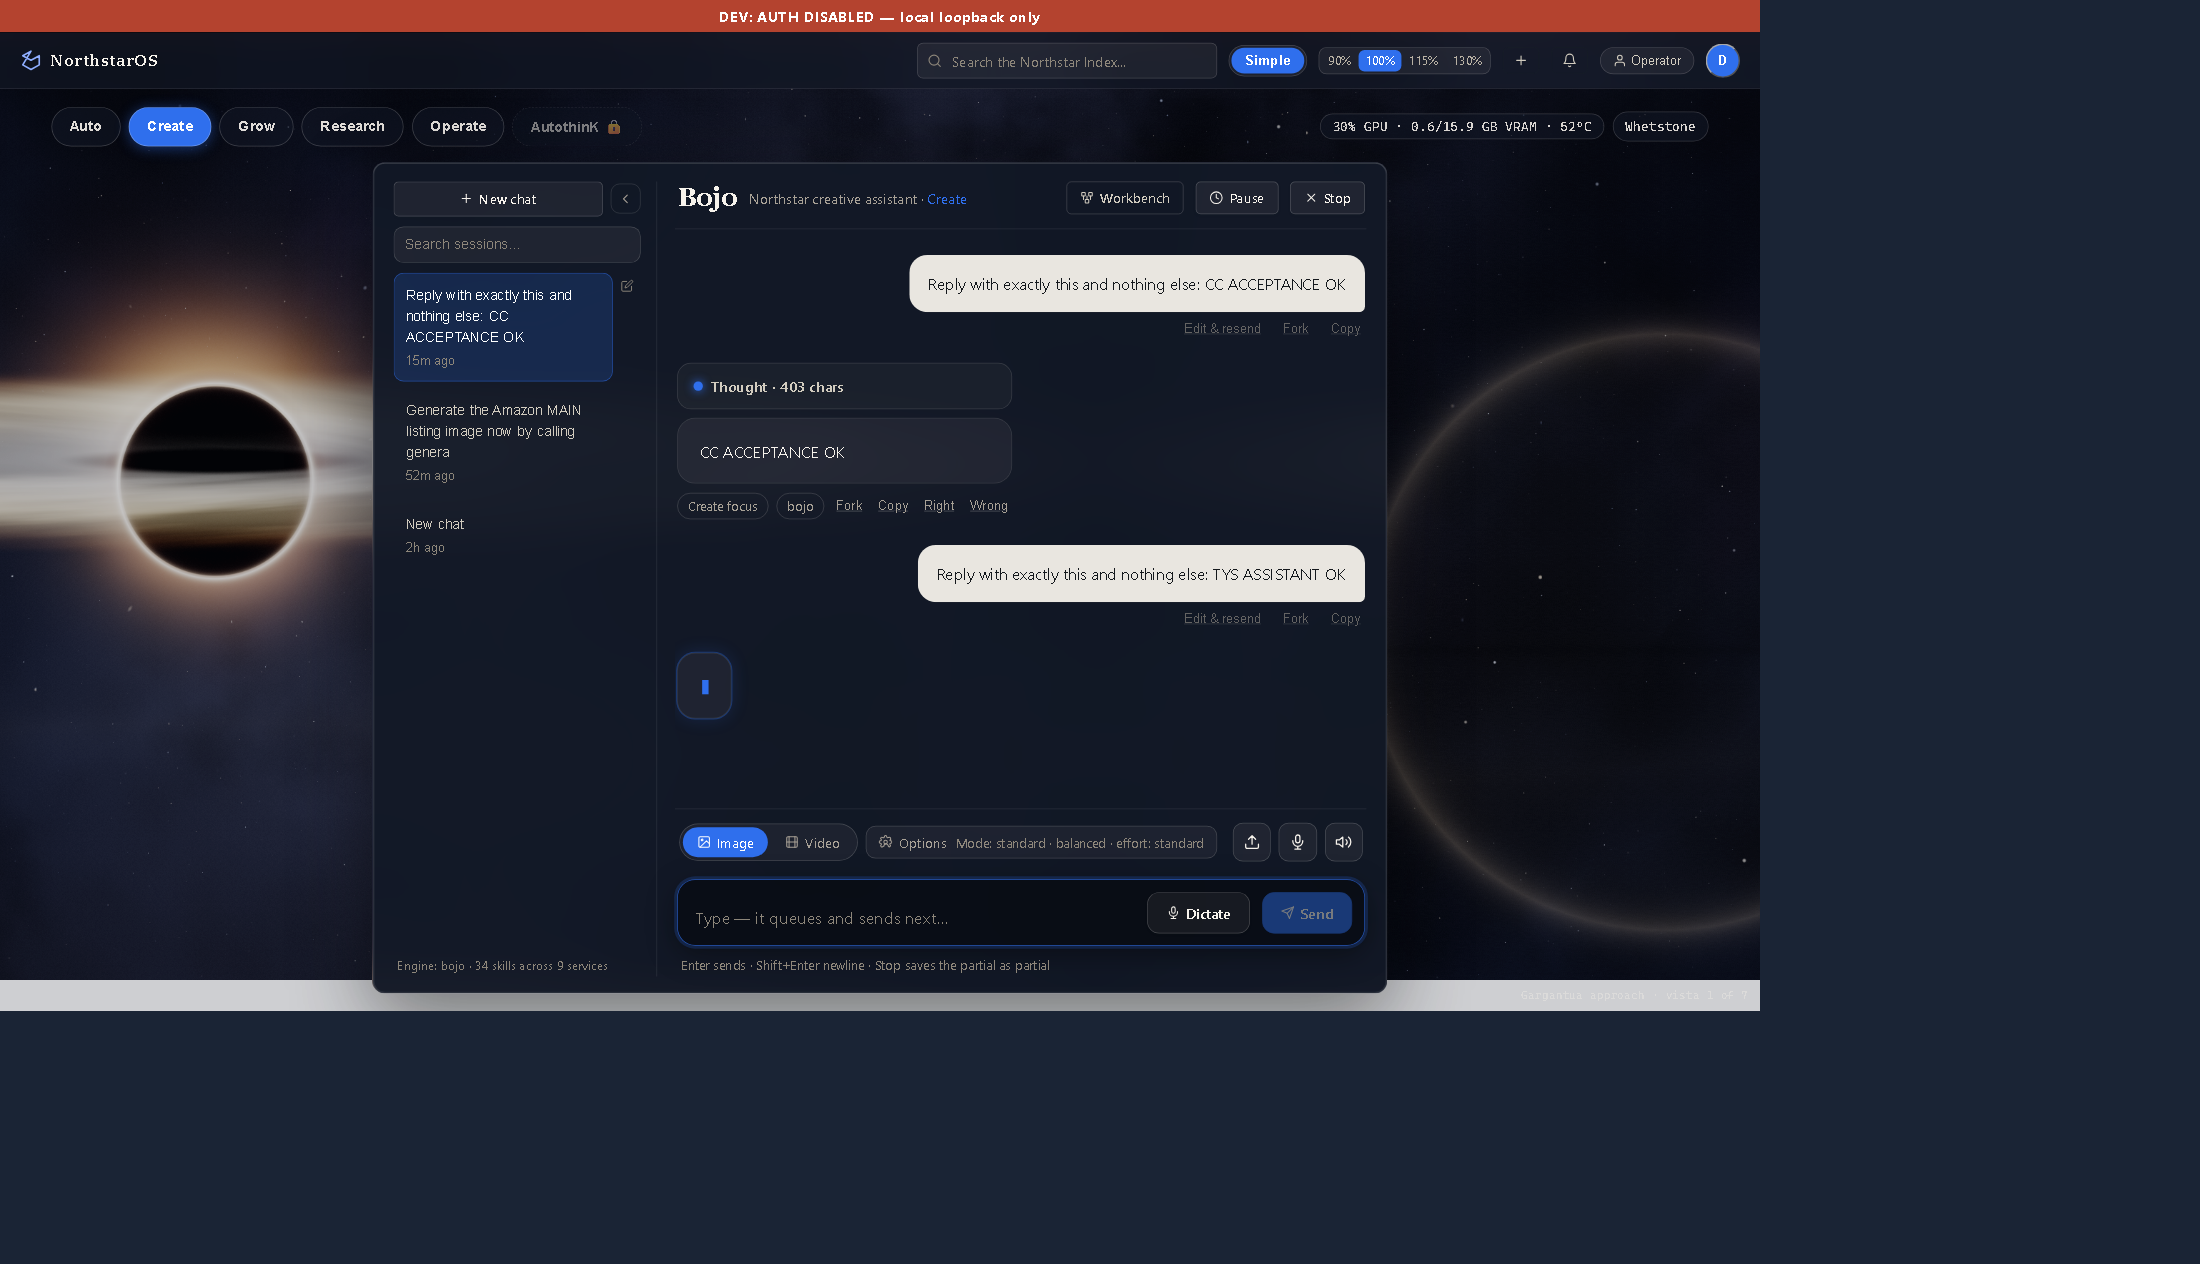 DEV: AUTH DISABLED — local loopback only
NorthstarOS
Search the Northstar Index...
Simple
90% 100% 115% 130%
Operator
D
Auto
Create
Grow
Research
Operate
AutothinK
30% GPU · 0.6/15.9 GB VRAM · 52°C
Whetstone
+ New chat
Search sessions...
Reply with exactly this and
nothing else: CC
ACCEPTANCE OK
15m ago
Generate the Amazon MAIN
listing image now by calling
genera
52m ago
New chat
2h ago
Engine: bojo · 34 skills across 9 services
Bojo Northstar creative assistant · Create
Workbench
Pause
Stop
Reply with exactly this and nothing else: CC ACCEPTANCE OK
Edit & resend Fork Copy
Thought · 403 chars
CC ACCEPTANCE OK
Create focus bojo Fork Copy Right Wrong
Reply with exactly this and nothing else: TYS ASSISTANT OK
Edit & resend Fork Copy
Image Video
Options Mode: standard · balanced · effort: standard
Type — it queues and sends next...
Dictate
Send
Enter sends · Shift+Enter newline · Stop saves the partial as partial
Gargantua approach · vista 1 of 7